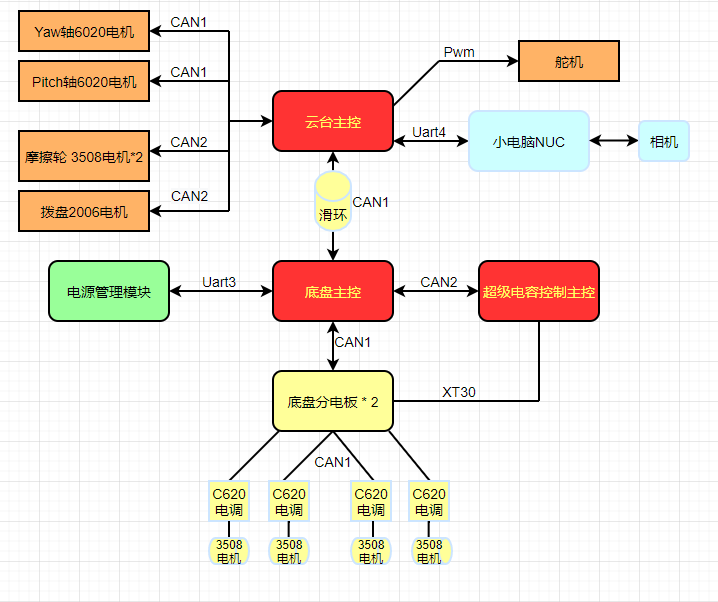 Yaw轴6020电机
CAN1
Pwm
舵机
Pitch轴6020电机
CAN1
云台主控
Uart4
小电脑NUC
相机
摩擦轮 3508电机*2
CAN2
拨盘2006电机
CAN2
滑环
CAN1
电源管理模块
Uart3
底盘主控
CAN2
超级电容控制主控
CAN1
底盘分电板 * 2
XT30
CAN1
C620
电调
C620
电调
C620
电调
C620
电调
3508
电机
3508
电机
3508
电机
3508
电机